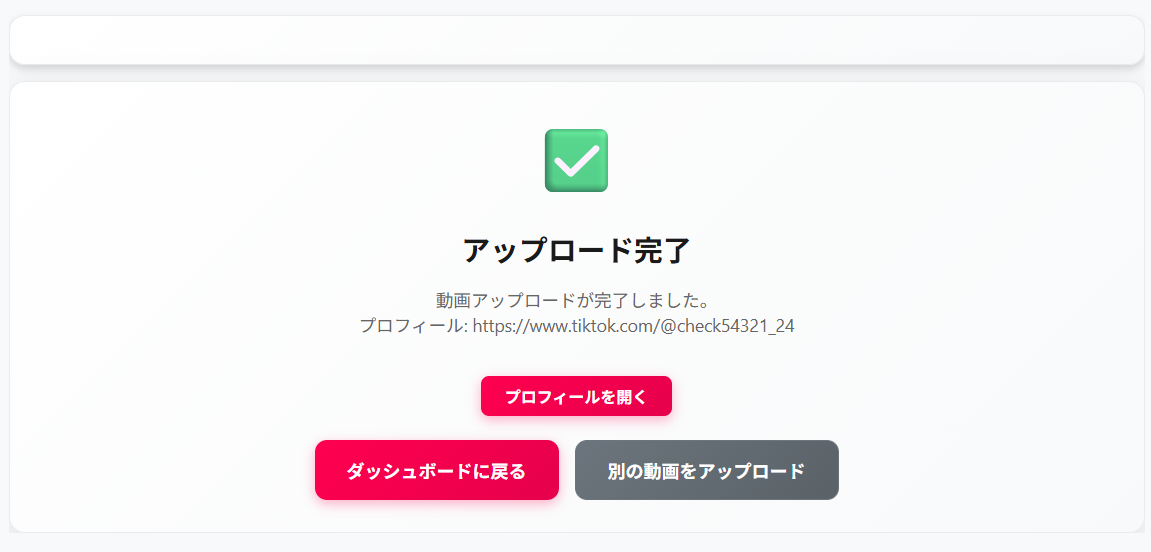 アップロード完了
動画アップロードが完了しました。
プロフィール: https://www.tiktok.com/@check54321_24
プロフィールを開く
ダッシュボードに戻る
別の動画をアップロード